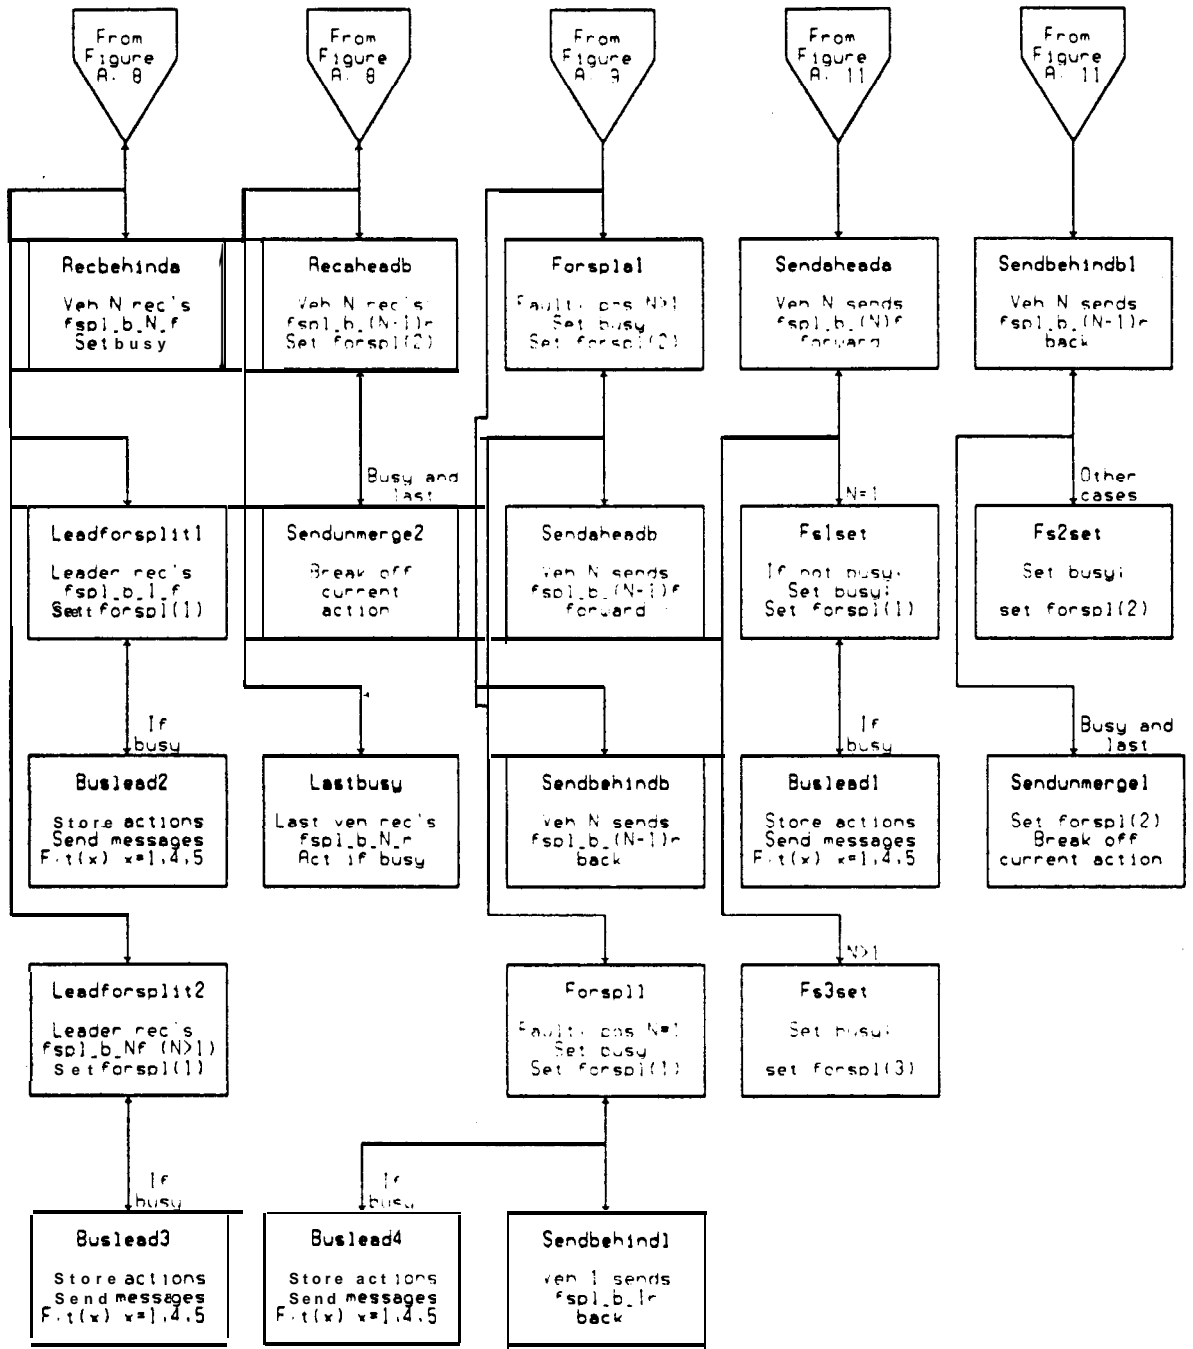 From
Figure
A. 8
From
Figure
A. 8
From
Figure
A. 9
From
Figure
A. 11
From
Figure
A. 11
Recbehinda
Veh N rec's
fspl_b_N_f
Set busy
Recaheadb
Veh N rec's
fspl_b_(N-1)r
Set forspl(2)
Forspla1
Fault, pos N>1
Set busy
Set forspl(2)
Sendaheada
Veh N sends
fspl_b_(N)f
forward
Sendbehindb1
Veh N sends
fspl_b_(N-1)r
back
Busy and
last
N=1
Other
cases
Leadforsplit1
Leader rec's
fspl_b_1_f
Set forspl(1)
Sendunmerge2
Break off
current
action
Sendaheadb
Veh N sends
fspl_b_(N-1)f
forward
Fs1set
If not busy;
Set busy;
Set forspl(1)
Fs2set
Set busy;
set forspl(2)
If
busy
If
busy
Busy and
last
Buslead2
Store actions
Send messages
F.t(x) x=1,4,5
Lastbusy
Last veh rec's
fspl_b_N_r
Act if busy
Sendbehindb
Veh N sends
fspl_b_(N-1)r
back
Buslead1
Store actions
Send messages
F.t(x) x=1,4,5
Sendunmerge1
Set forspl(2)
Break off
current action
N>1
Leadforsplit2
Leader rec's
fspl_b_Nf (N>1)
Set forspl(1)
Forspl1
Fault, pos N=1
Set busy
Set forspl(1)
Fs3set
Set busy;
set forspl(3)
If
busy
If
busy
Buslead3
Store actions
Send messages
F.t(x) x=1,4,5
Buslead4
Store actions
Send messages
F.t(x) x=1,4,5
Sendbehind1
Veh 1 sends
fspl_b_1r
back